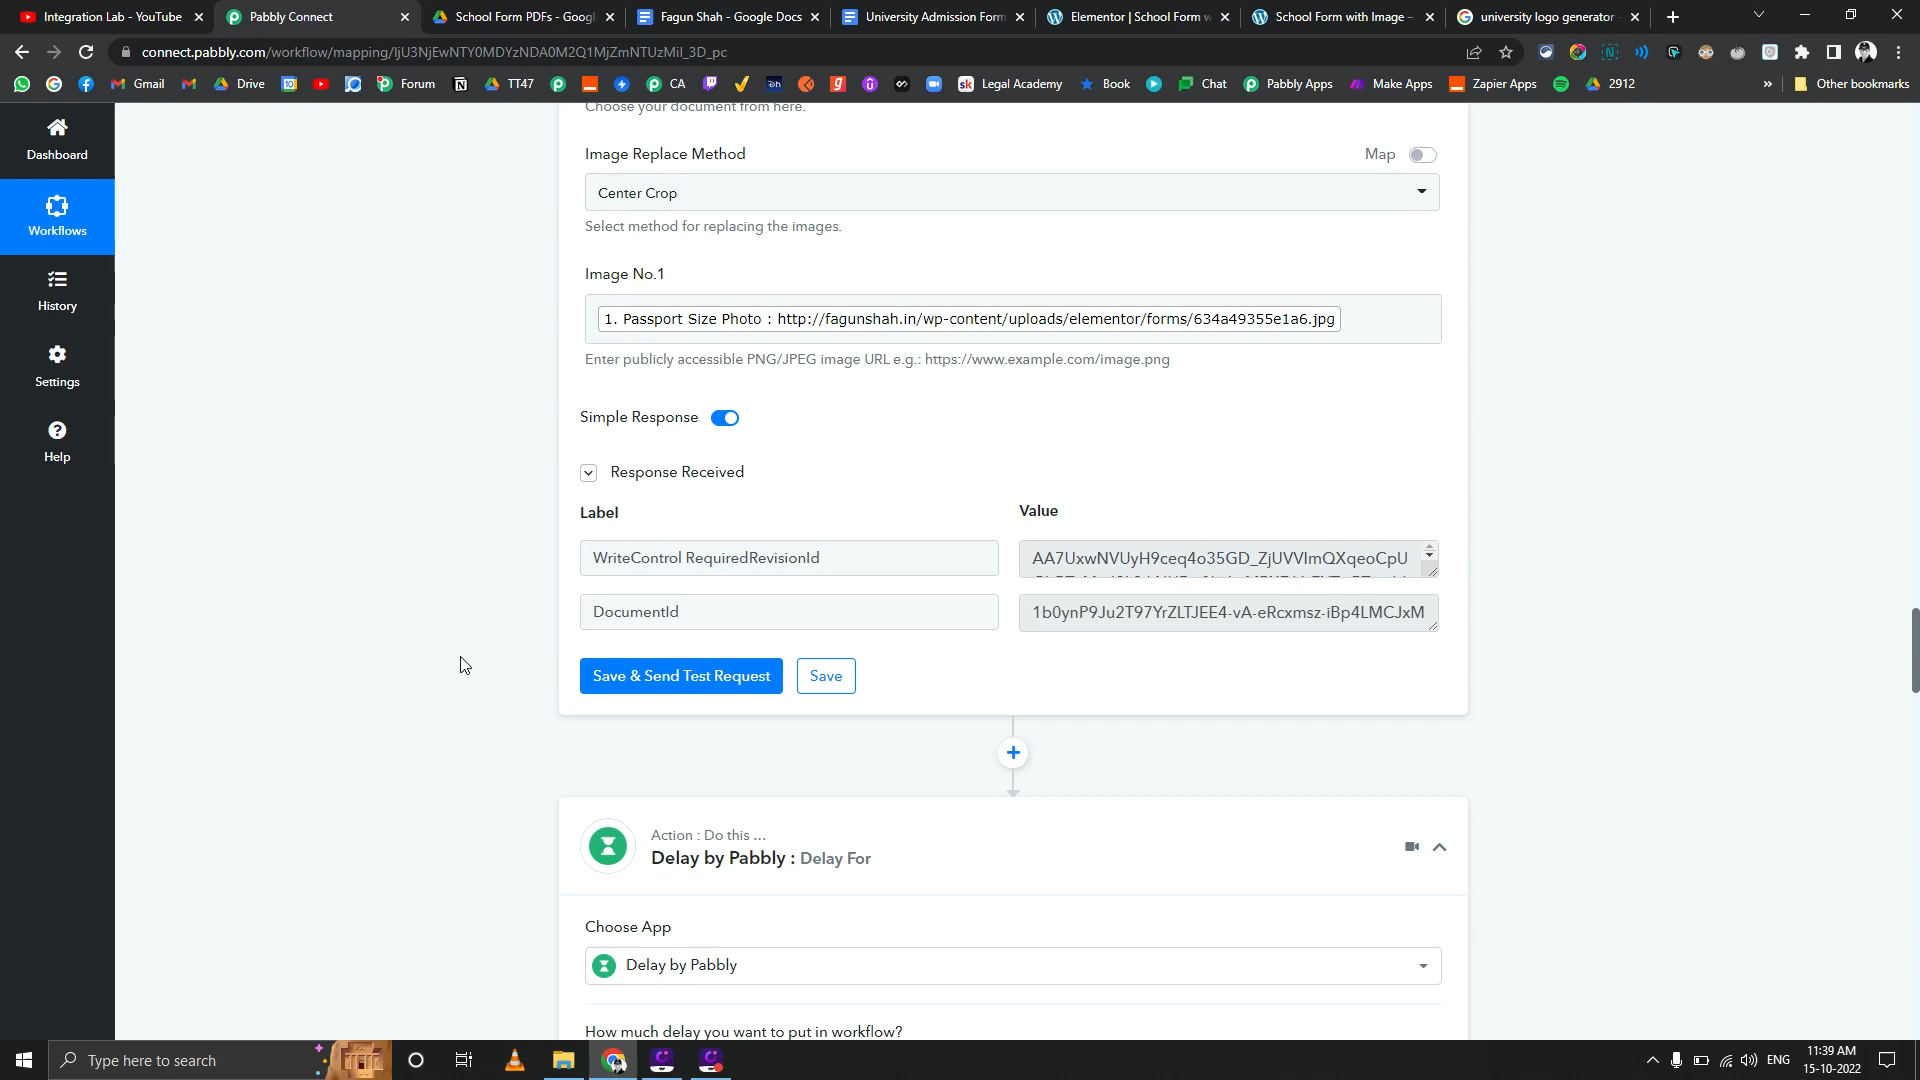 Integration Lab - YouTube
Pabbly Connect
School Form PDFs - Googl
Fagun Shah - Google Docs
University Admission Form
Elementor | School Form w
School Form with Image –
university logo generator
connect.pabbly.com/workflow/mapping/IjU3NjEwNTY0MDYzNDA0M2Q1MjZmNTUzMiI_3D_pc
Gmail
Drive
Forum
TT47
CA
Legal Academy
Book
Chat
Pabbly Apps
Make Apps
Zapier Apps
2912
»
Other bookmarks
Dashboard
Workflows
History
Settings
Help
Choose your document from here.
Image Replace Method
Map
Center Crop
Select method for replacing the images.
Image No.1
1. Passport Size Photo : http://fagunshah.in/wp-content/uploads/elementor/forms/634a49355e1a6.jpg
Enter publicly accessible PNG/JPEG image URL e.g.: https://www.example.com/image.png
Simple Response
Response Received
Label
Value
WriteControl RequiredRevisionId
AA7UxwNVUyH9ceq4o35GD_ZjUVVImQXqeoCpU
DocumentId
1b0ynP9Ju2T97YrZLTJEE4-vA-eRcxmsz-iBp4LMCJxM
Save & Send Test Request
Save
Action : Do this ...
Delay by Pabbly : Delay For
Choose App
Delay by Pabbly
How much delay you want to put in workflow?
Type here to search
ENG
11:39 AM
15-10-2022